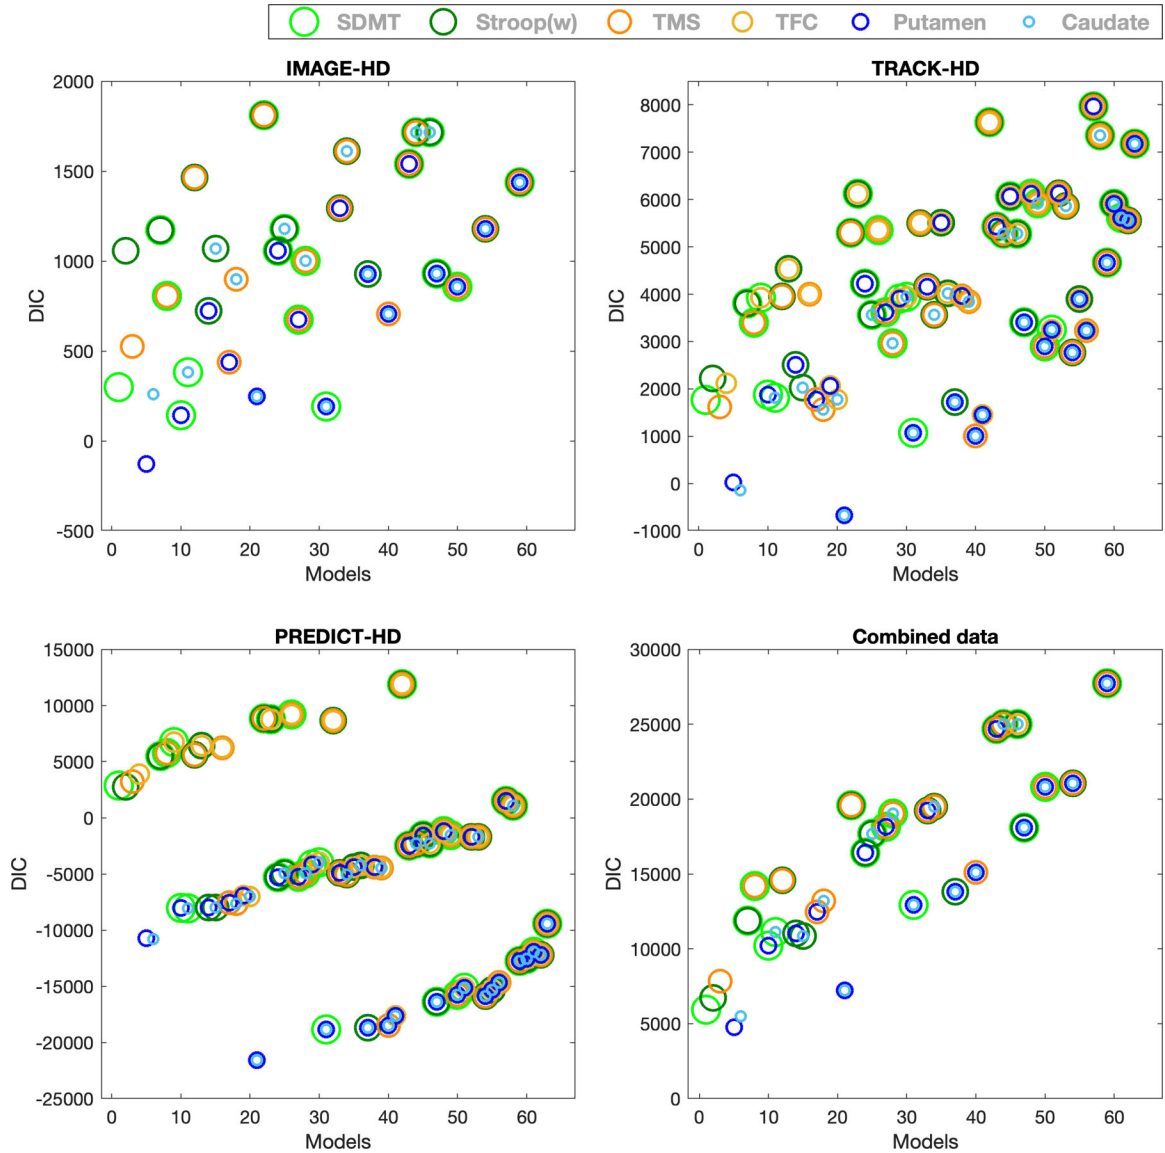 SDMT Stroop(w) TMS TFC Putamen Caudate
IMAGE-HD
2000
1500
1000
500
0
-500
DIC
0 10 20 30 40 50 60
Models
TRACK-HD
8000
7000
6000
5000
4000
3000
2000
1000
0
-1000
DIC
0 10 20 30 40 50 60
Models
PREDICT-HD
15000
10000
5000
0
-5000
-10000
-15000
-20000
-25000
DIC
0 10 20 30 40 50 60
Models
Combined data
30000
25000
20000
15000
10000
5000
0
DIC
0 10 20 30 40 50 60
Models